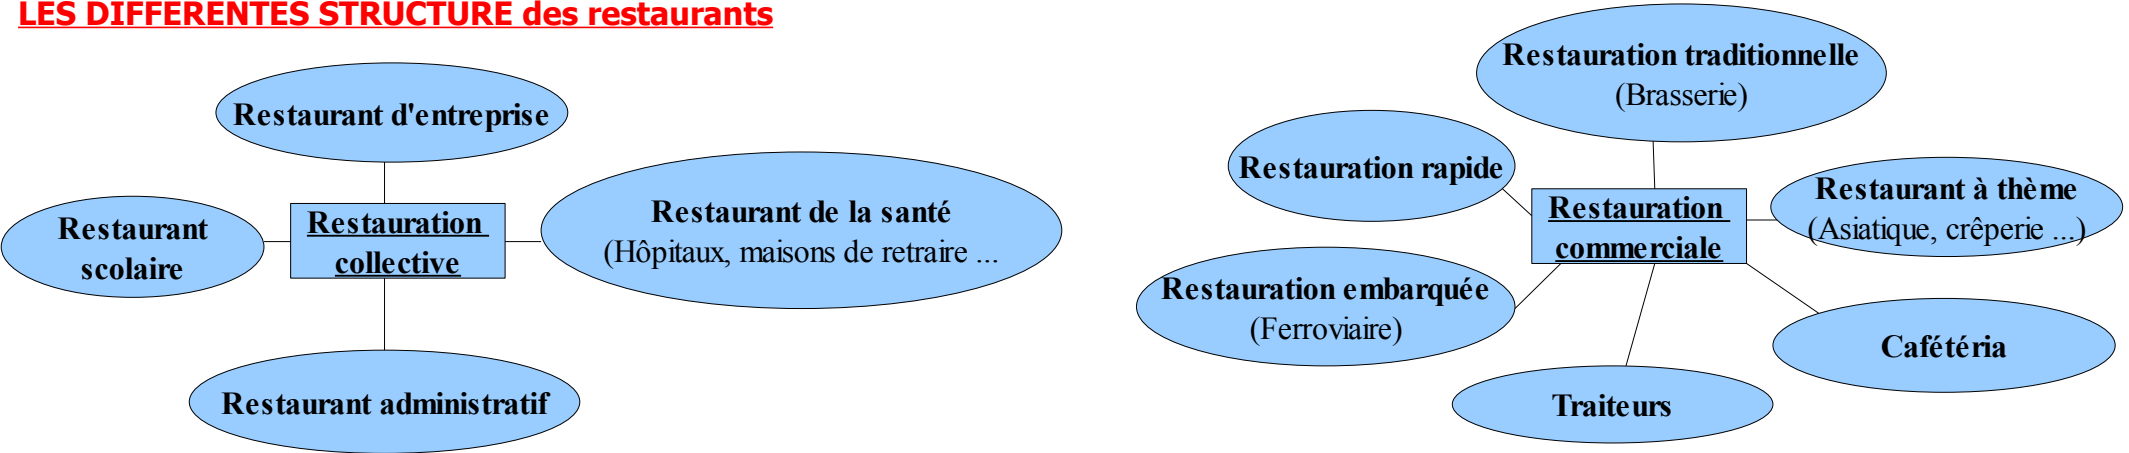 LES DIFFERENTES STRUCTURE des restaurants
Restaurant d'entreprise
Restaurant
scolaire
Restauration
collective
Restaurant de la santé
(Hôpitaux, maisons de retraire ...
Restaurant administratif
Restauration traditionnelle
(Brasserie)
Restauration rapide
Restauration
commerciale
Restaurant à thème
(Asiatique, crêperie ...)
Restauration embarquée
(Ferroviaire)
Cafétéria
Traiteurs